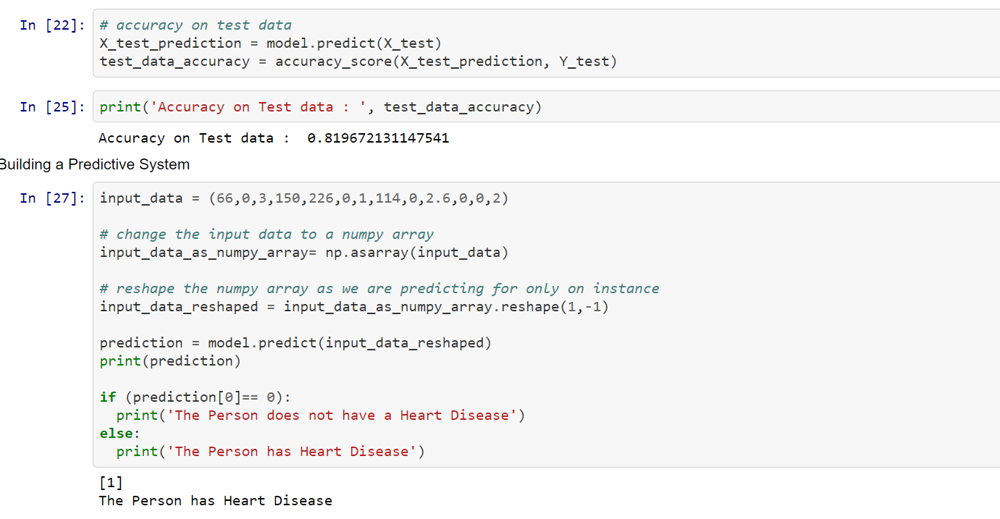 In [22]: # accuracy on test data
X_test_prediction = model.predict(X_test)
test_data_accuracy = accuracy_score(X_test_prediction, Y_test)
In [25]: print('Accuracy on Test data : ', test_data_accuracy)
Accuracy on Test data :  0.819672131147541
Building a Predictive System
In [27]: input_data = (66,0,3,150,226,0,1,114,0,2.6,0,0,2)
# change the input data to a numpy array
input_data_as_numpy_array= np.asarray(input_data)
# reshape the numpy array as we are predicting for only on instance
input_data_reshaped = input_data_as_numpy_array.reshape(1,-1)
prediction = model.predict(input_data_reshaped)
print(prediction)
if (prediction[0]== 0):
  print('The Person does not have a Heart Disease')
else:
  print('The Person has Heart Disease')
[1]
The Person has Heart Disease